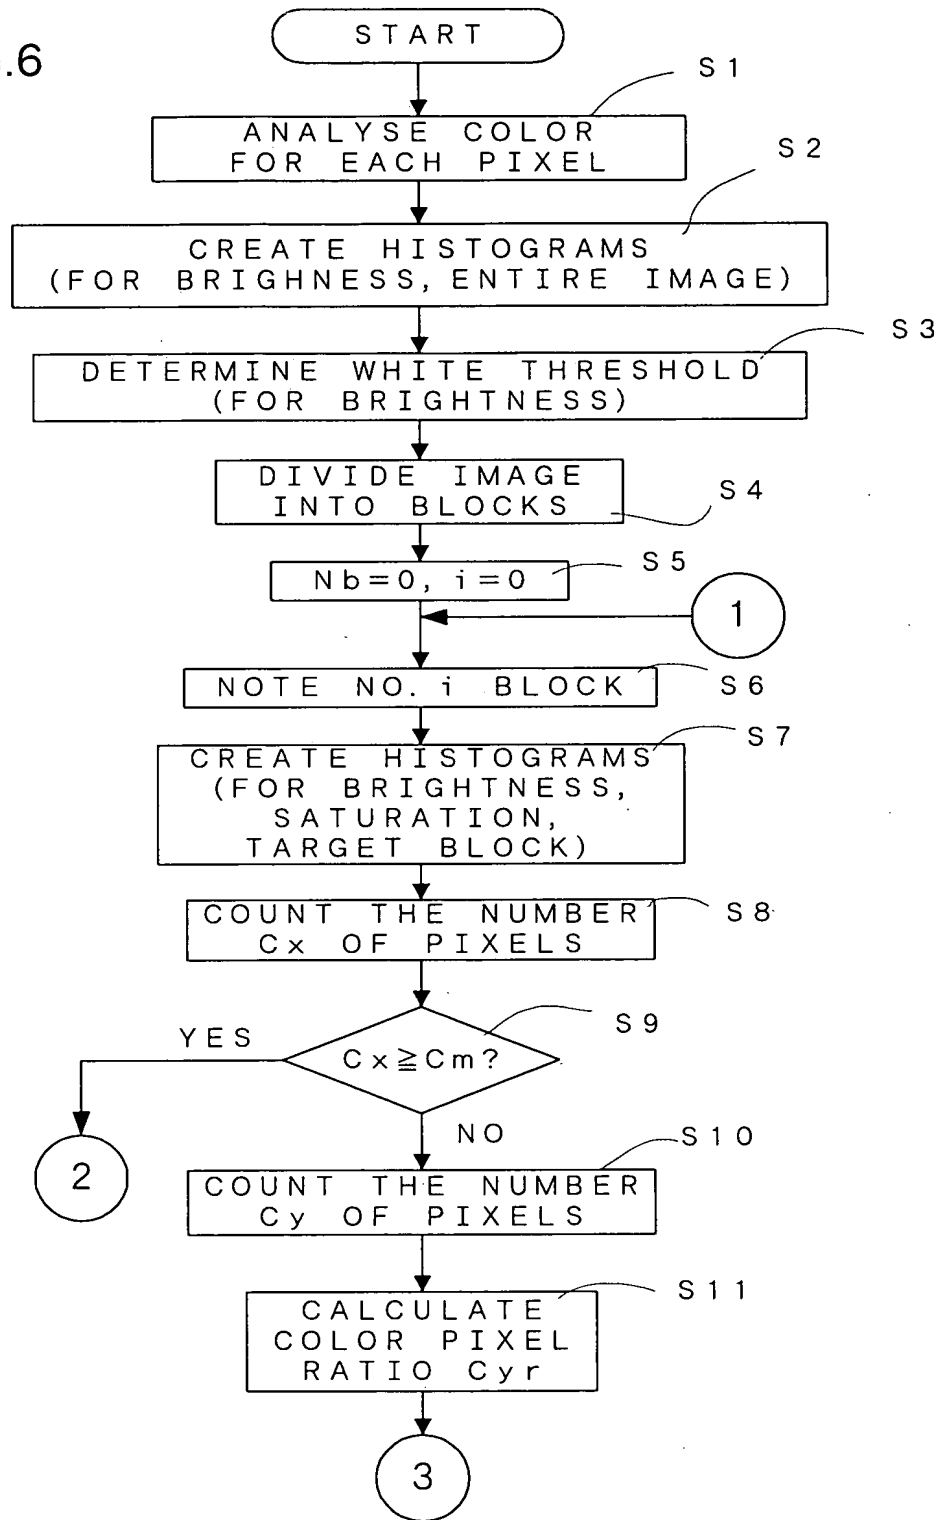 .6
START
S1
ANALYSE COLOR
FOR EACH PIXEL
S2
CREATE HISTOGRAMS
(FOR BRIGHNESS, ENTIRE IMAGE)
S3
DETERMINE WHITE THRESHOLD
(FOR BRIGHTNESS)
DIVIDE IMAGE
INTO BLOCKS
S4
Nb=0, i=0
S5
1
NOTE NO. i BLOCK
S6
S7
CREATE HISTOGRAMS
(FOR BRIGHTNESS,
SATURATION,
TARGET BLOCK)
COUNT THE NUMBER
Cx OF PIXELS
S8
S9
YES
Cx≧Cm?
NO
2
S10
COUNT THE NUMBER
Cy OF PIXELS
S11
CALCULATE
COLOR PIXEL
RATIO Cyr
3